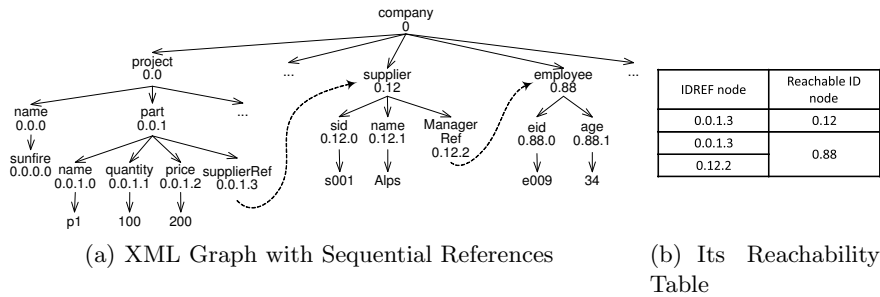 company
0
project
0.0
...
supplier
0.12
employee
0.88
...
name
0.0.0
part
0.0.1
...
sid
0.12.0
name
0.12.1
Manager
Ref
0.12.2
eid
0.88.0
age
0.88.1
sunfire
0.0.0.0
name
0.0.1.0
quantity
0.0.1.1
price
0.0.1.2
supplierRef
0.0.1.3
s001
Alps
e009
34
p1
100
200
(a) XML Graph with Sequential References
IDREF node
Reachable ID
node
0.0.1.3
0.12
0.0.1.3
0.88
0.12.2
(b) Its Reachability
Table